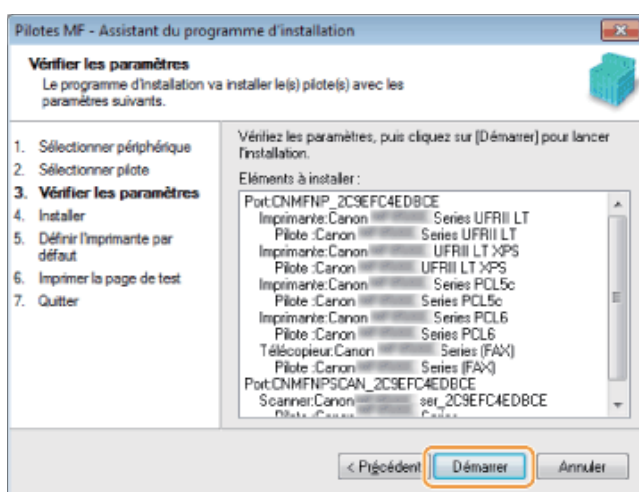 Pilotes MF - Assistant du programme d'installation
Vérifier les paramètres
Le programme d'installation va installer le(s) pilote(s) avec les
paramètres suivants.
1. Sélectionner périphérique
2. Sélectionner pilote
3. Vérifier les paramètres
4. Installer
5. Définir l'imprimante par
défaut
6. Imprimer la page de test
7. Quitter
Vérifiez les paramètres, puis cliquez sur [Démarrer] pour lancer
l'installation.
Eléments à installer :
Port:CNMFNP_2C9EFC4EDBCE
Imprimante:Canon Series UFRII LT
Pilote :Canon Series UFRII LT
Imprimante:Canon UFRII LT XPS
Pilote :Canon UFRII LT XPS
Imprimante:Canon Series PCL5c
Pilote :Canon Series PCL5c
Imprimante:Canon Series PCL6
Pilote :Canon Series PCL6
Télécopieur:Canon Series (FAX)
Pilote :Canon Series (FAX)
Port:CNMFNPSCAN_2C9EFC4EDBCE
Scanner:Canon ser_2C9EFC4EDBCE
< Précédent
Démarrer
Annuler